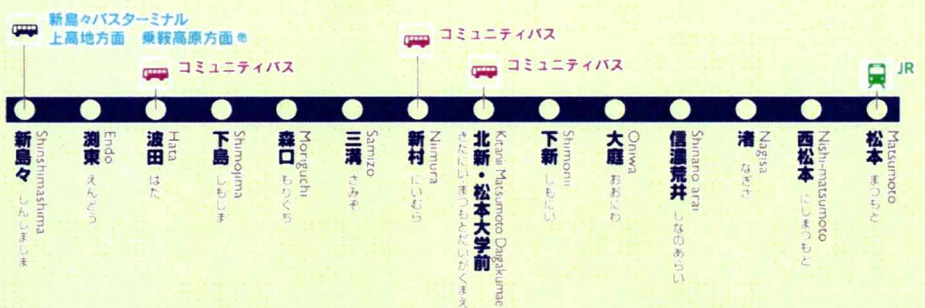 新島々バスターミナル
上高地方面 乗鞍高原方面 他
コミュニティバス
コミュニティバス
コミュニティバス
JR
新島々
Shinshimashima
しんしましま
渕東
Endo
えんどう
波田
Hata
はた
下島
Shimojima
しもじま
森口
Moriguchi
もりぐち
三溝
Samizo
さみぞ
新村
Niimura
にいむら
北新・松本大学前
Kitanii Matsumoto Daigakumae
きたにい まつもとだいがくまえ
下新
Shimonii
しもにい
大庭
Oniwa
おおにわ
信濃荒井
Shinano arai
しなのあらい
渚
Nagisa
なぎさ
西松本
Nishi-matsumoto
にしまつもと
松本
Matsumoto
まつもと